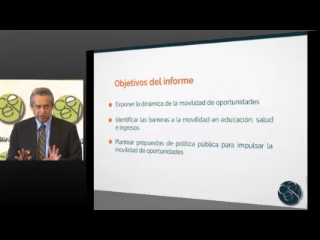 Objetivos del informe
Exponer la dinámica de la movilidad de oportunidades
Identificar las barreras a la movilidad en educación, salud
e ingresos
Plantear propuestas de política pública para impulsar la
movilidad de oportunidades